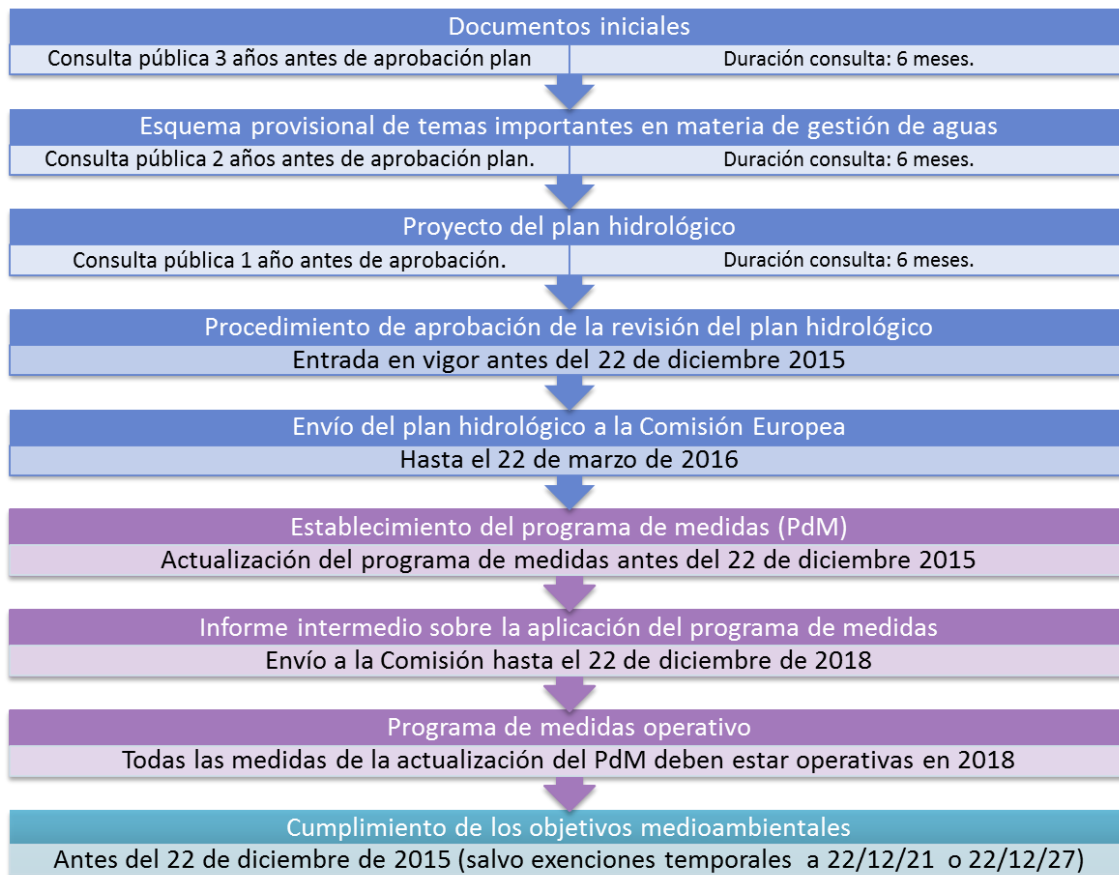 Documentos iniciales
Consulta pública 3 años antes de aprobación plan
Duración consulta: 6 meses.
Esquema provisional de temas importantes en materia de gestión de aguas
Consulta pública 2 años antes de aprobación plan.
Duración consulta: 6 meses.
Proyecto del plan hidrológico
Consulta pública 1 año antes de aprobación.
Duración consulta: 6 meses.
Procedimiento de aprobación de la revisión del plan hidrológico
Entrada en vigor antes del 22 de diciembre 2015
Envío del plan hidrológico a la Comisión Europea
Hasta el 22 de marzo de 2016
Establecimiento del programa de medidas (PdM)
Actualización del programa de medidas antes del 22 de diciembre 2015
Informe intermedio sobre la aplicación del programa de medidas
Envío a la Comisión hasta el 22 de diciembre de 2018
Programa de medidas operativo
Todas las medidas de la actualización del PdM deben estar operativas en 2018
Cumplimiento de los objetivos medioambientales
Antes del 22 de diciembre de 2015 (salvo exenciones temporales a 22/12/21 o 22/12/27)